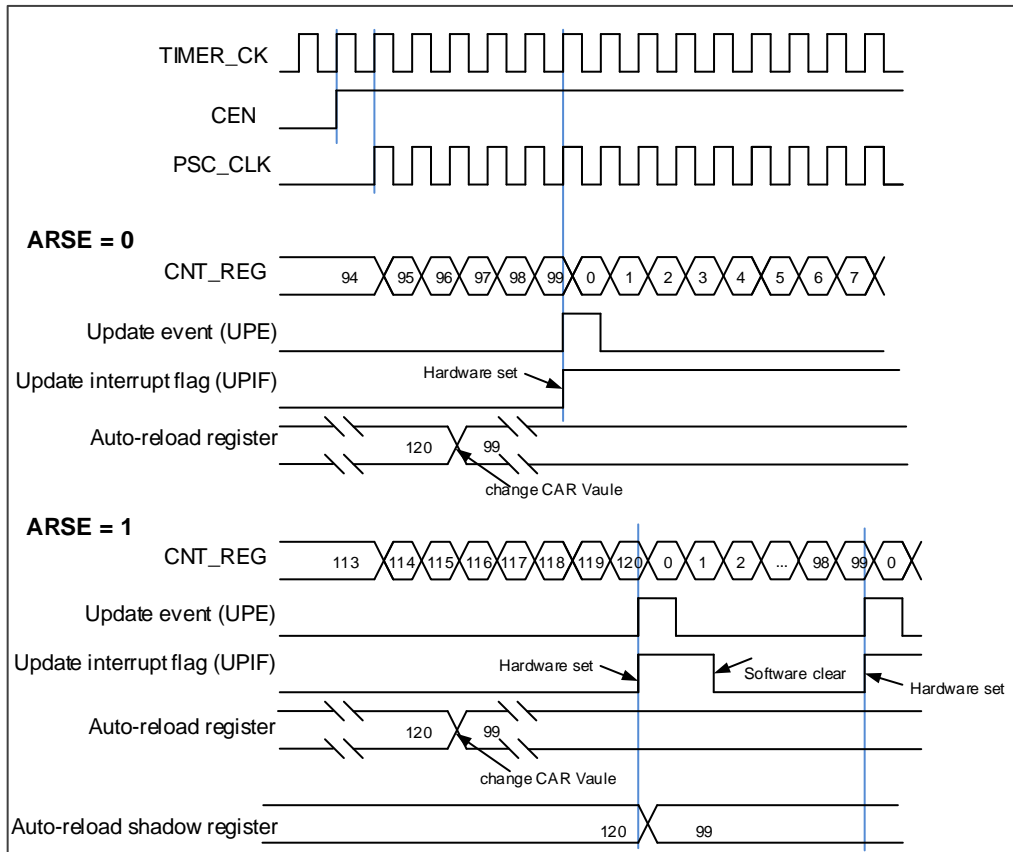 TIMER_CK
CEN
PSC_CLK
ARSE = 0
CNT_REG 94 95 96 97 98 99 0 1 2 3 4 5 6 7
Update event (UPE)
Hardware set
Update interrupt flag (UPIF)
Auto-reload register 120 99
change CAR Vaule
ARSE = 1
CNT_REG 113 114 115 116 117 118 119 120 0 1 2 ... 98 99 0
Update event (UPE)
Update interrupt flag (UPIF) Hardware set Software clear Hardware set
Auto-reload register 120 99
change CAR Vaule
Auto-reload shadow register 120 99